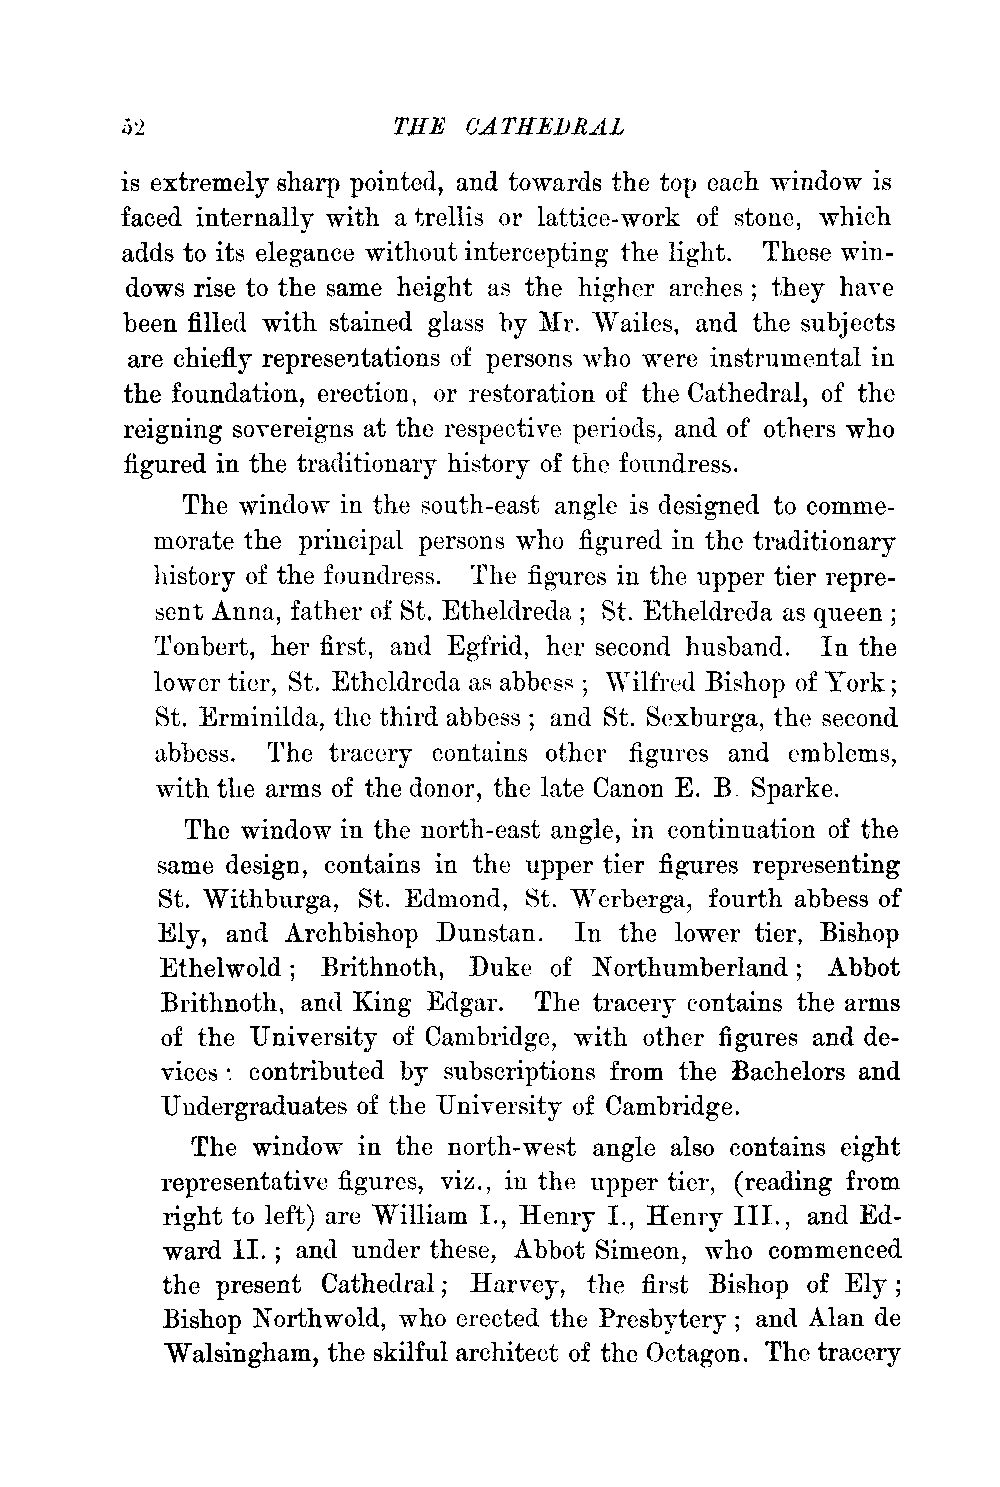 52 THE CATHEDRAL
is extremely sharp pointed, and towards the top each window is
faced internally with a trellis or lattice-work of stone, which
adds to its elegance without intercepting the light. These win-
dows rise to the same height as the higher arches ; they have
been filled with stained glass by Mr. Wailes, and the subjects
are chiefly representations of persons who were instrumental in
the foundation, erection, or restoration of the Cathedral, of the
reigning sovereigns at the respective periods, and of others who
figured in the traditionary history of the foundress.
The window in the south-east angle is designed to comme-
morate the principal persons who figured in the traditionary
history of the foundress. The figures in the upper tier repre-
sent Anna, father of St. Etheldreda ; St. Etheldreda as queen ;
Tonbert, her first, and Egfrid, her second husband. In the
lower tier, St. Etheldreda as abbess ; Wilfred Bishop of York ;
St. Erminilda, the third abbess ; and St. Sexburga, the second
abbess. The tracery contains other figures and emblems,
with the arms of the donor, the late Canon E. B. Sparke.
The window in the north-east angle, in continuation of the
same design, contains in the upper tier figures representing
St. Withburga, St. Edmond, St. Werberga, fourth abbess of
Ely, and Archbishop Dunstan. In the lower tier, Bishop
Ethelwold ; Brithnoth, Duke of Northumberland ; Abbot
Brithnoth, and King Edgar. The tracery contains the arms
of the University of Cambridge, with other figures and de-
vices : contributed by subscriptions from the Bachelors and
Undergraduates of the University of Cambridge.
The window in the north-west angle also contains eight
representative figures, viz., in the upper tier, (reading from
right to left) are William I., Henry I., Henry III., and Ed-
ward II. ; and under these, Abbot Simeon, who commenced
the present Cathedral ; Harvey, the first Bishop of Ely ;
Bishop Northwold, who erected the Presbytery ; and Alan de
Walsingham, the skilful architect of the Octagon. The tracery